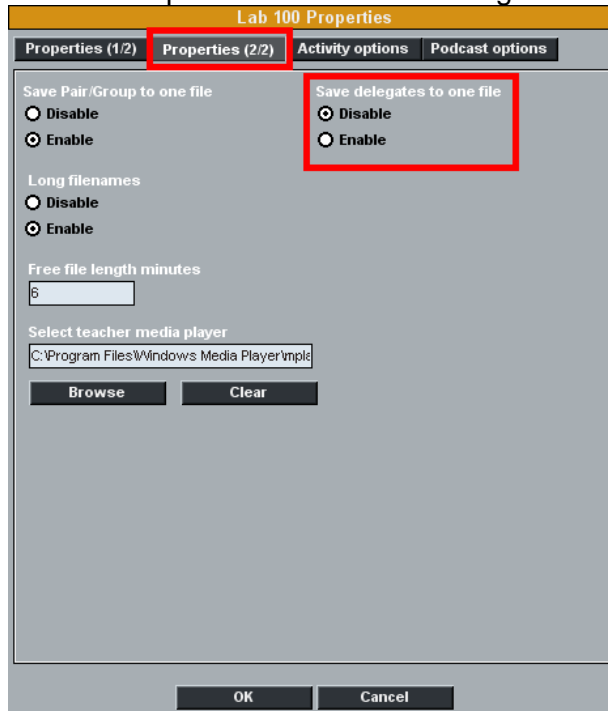 Lab 100 Properties
Properties (1/2) Properties (2/2) Activity options Podcast options
Save Pair/Group to one file Save delegates to one file
Disable Disable
Enable Enable
Long filenames
Disable
Enable
Free file length minutes
6
Select teacher media player
C:\Program Files\Windows Media Player\mpla
Browse Clear
OK Cancel